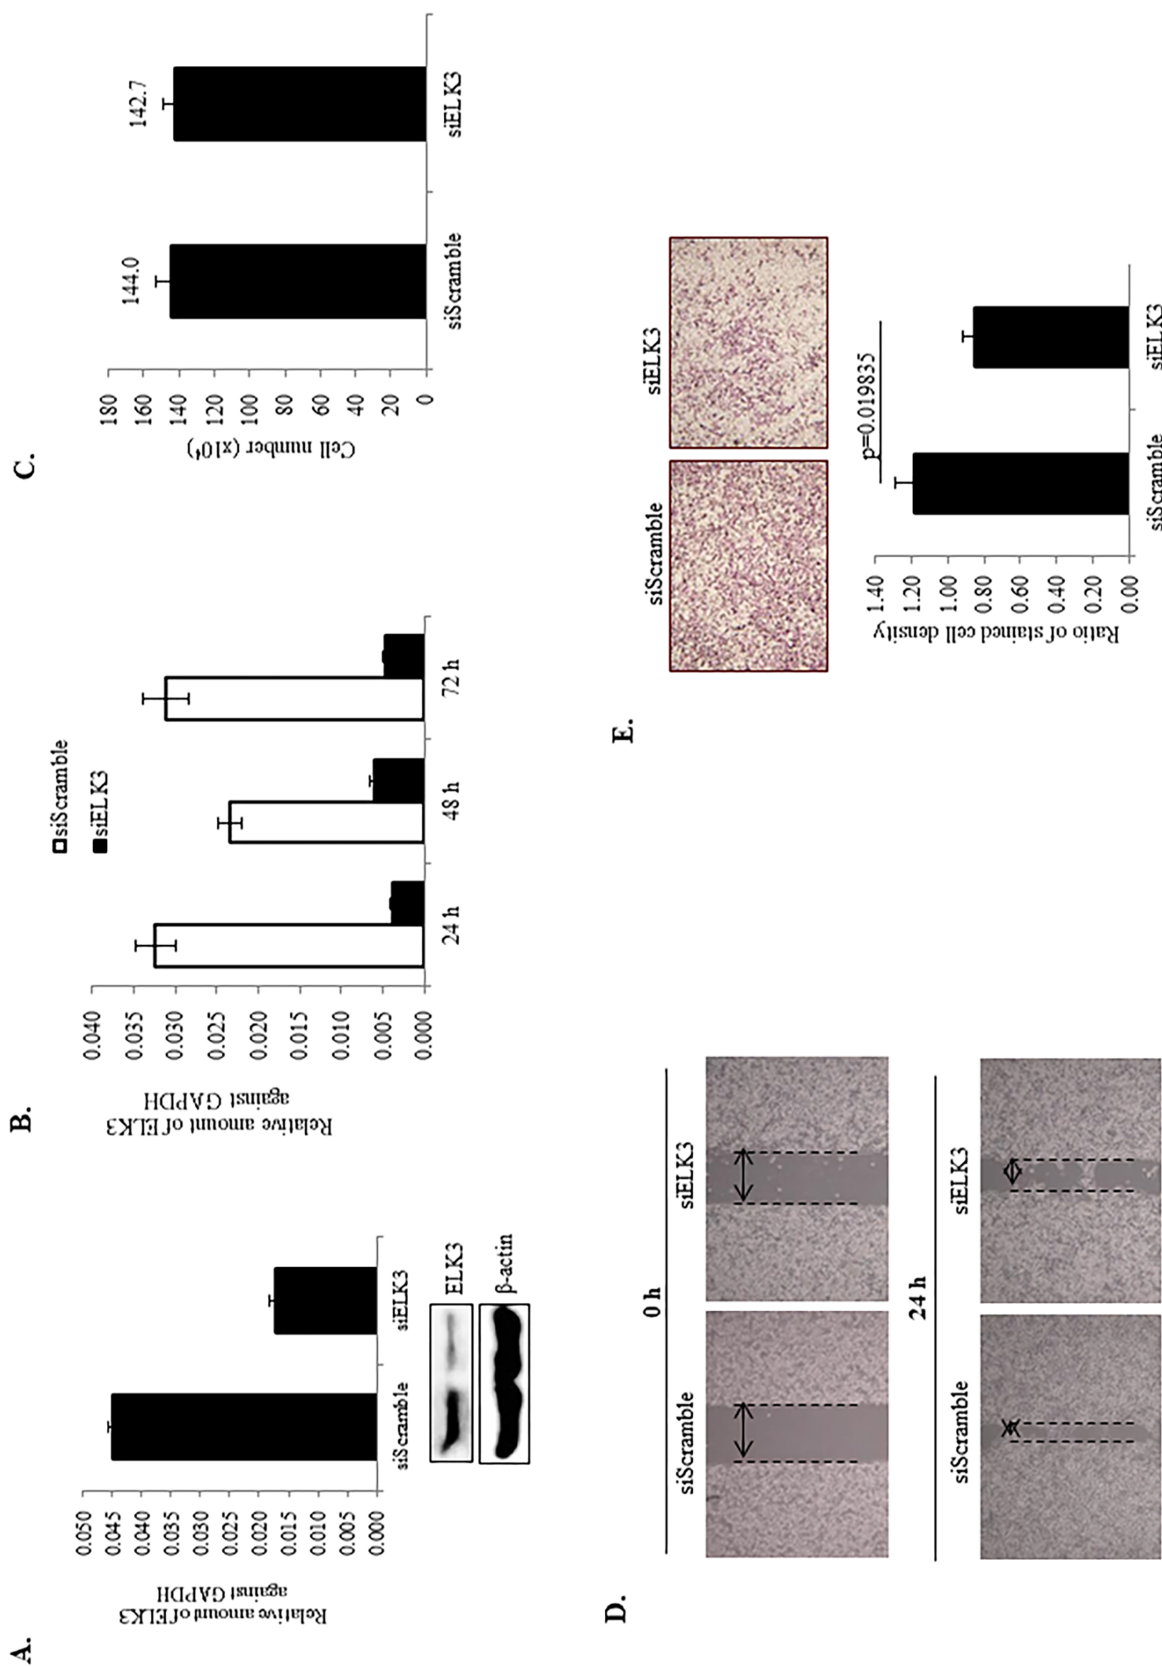 A.
Relative amount of ELK3
against GAPDH
0.050
0.045
0.040
0.035
0.030
0.025
0.020
0.015
0.010
0.005
0.000
siScramble
siELK3
ELK3
β-actin
B.
Relative amount of ELK3
against GAPDH
0.040
0.035
0.030
0.025
0.020
0.015
0.010
0.005
0.000
siScramble
siELK3
24 h
48 h
72 h
C.
Cell number (x10⁴)
180
160
140
120
100
80
60
40
20
0
144.0
142.7
siScramble
siELK3
D.
0 h
siScramble
siELK3
24 h
siScramble
siELK3
E.
siScramble
siELK3
p=0.019835
Ratio of stained cell density
1.40
1.20
1.00
0.80
0.60
0.40
0.20
0.00
siScramble
siELK3